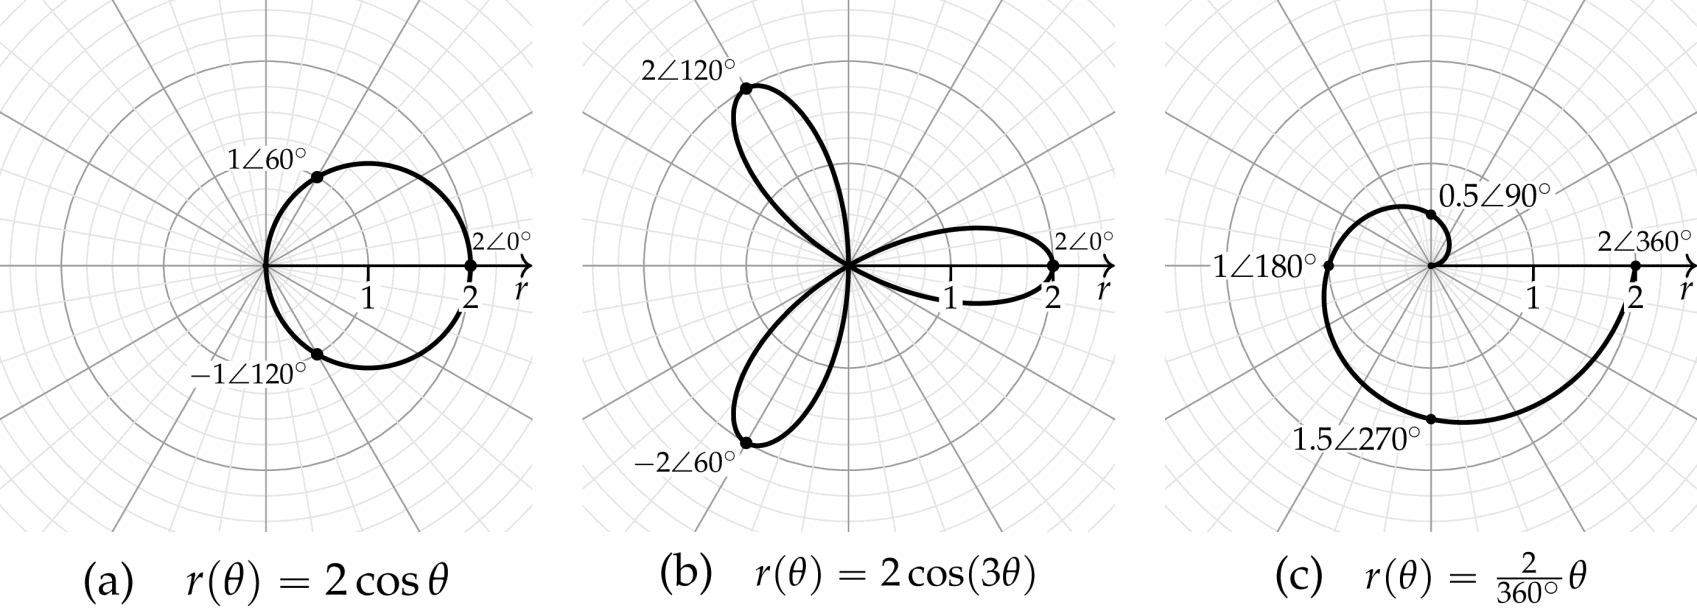 1∠60°
2∠0°
1
2
r
−1∠120°
(a) r(θ) = 2 cos θ
2∠120°
2∠0°
1
2
r
−2∠60°
(b) r(θ) = 2 cos(3θ)
0.5∠90°
2∠360°
1∠180°
1
2
r
1.5∠270°
(c) r(θ) = 2/360° θ